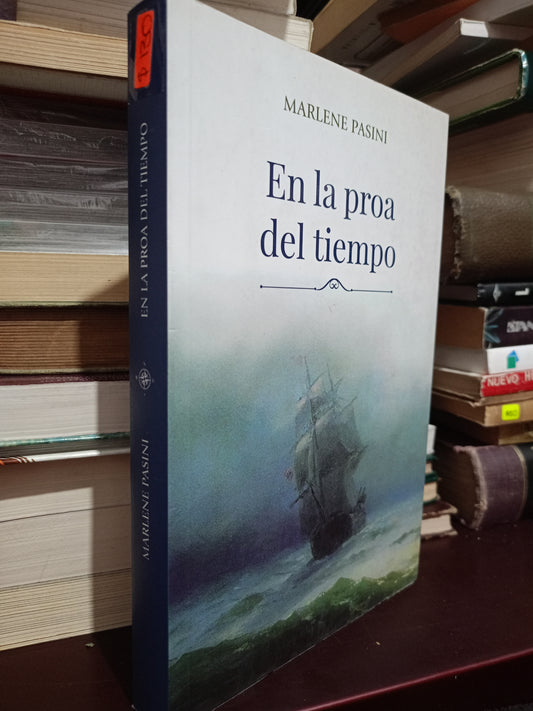 MARLENE PASINI
En la proa
del tiempo
EN LA PROA DEL TIEMPO
MARLENE PASINI
NUEVO